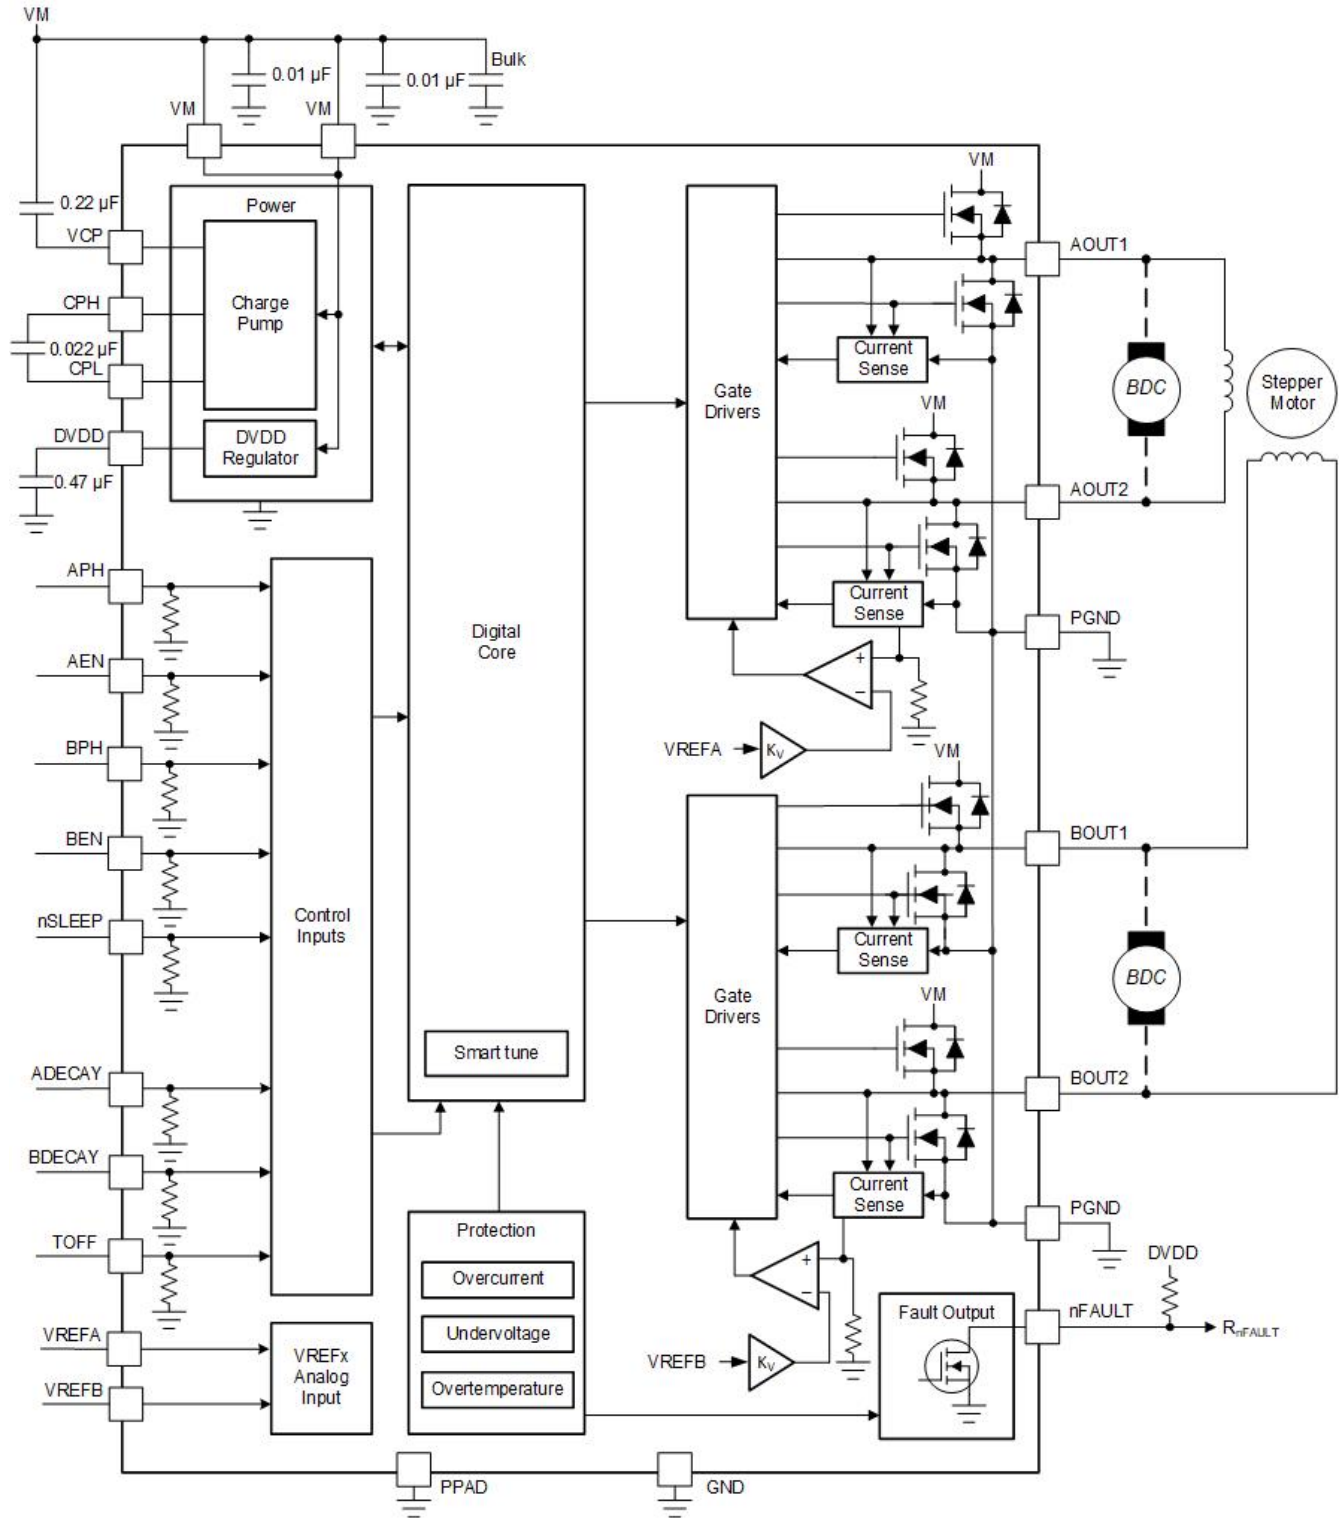 VM
0.01 µF
0.01 µF
Bulk
VM
VM
0.22 µF
VCP
CPH
0.022 µF
CPL
DVDD
0.47 µF
Power
Charge
Pump
DVDD
Regulator
APH
AEN
BPH
BEN
nSLEEP
ADECAY
BDECAY
TOFF
VREFA
VREFB
Control
Inputs
VREFx
Analog
Input
Digital
Core
Smart tune
Protection
Overcurrent
Undervoltage
Overtemperature
PPAD
GND
Gate
Drivers
VM
Current
Sense
VM
Current
Sense
+
−
VREFA
KV
Gate
Drivers
VM
Current
Sense
VM
Current
Sense
+
−
VREFB
KV
Fault Output
AOUT1
BDC
Stepper
Motor
AOUT2
PGND
BOUT1
BDC
BOUT2
PGND
DVDD
nFAULT
RnFAULT